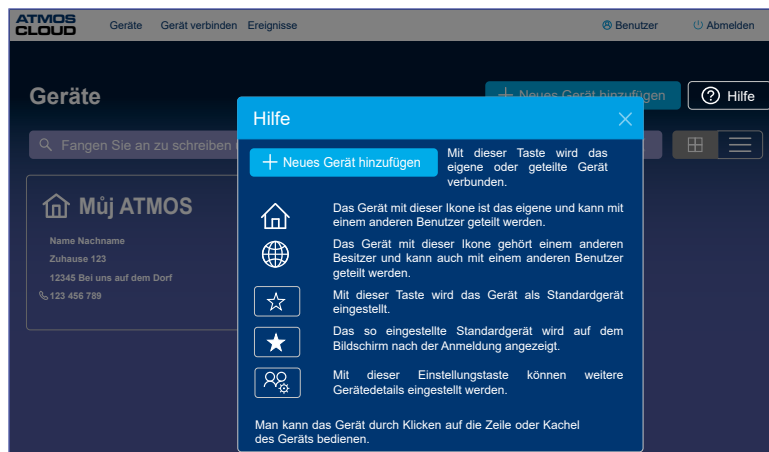 ATMOS
CLOUD
Geräte
Gerät verbinden
Ereignisse
Benutzer
Abmelden
Geräte
Neues Gerät hinzufügen
Hilfe
Fangen Sie an zu schreiben
Müj ATMOS
Name Nachname
Zuhause 123
12345 Bei uns auf dem Dorf
123 456 789
Hilfe
Neues Gerät hinzufügen
Mit dieser Taste wird das
eigene oder geteilte Gerät
verbunden.
Das Gerät mit dieser Ikone ist das eigene und kann mit
einem anderen Benutzer geteilt werden.
Das Gerät mit dieser Ikone gehört einem anderen
Besitzer und kann auch mit einem anderen Benutzer
geteilt werden.
Mit dieser Taste wird das Gerät als Standardgerät
eingestellt.
Das so eingestellte Standardgerät wird auf dem
Bildschirm nach der Anmeldung angezeigt.
Mit dieser Einstellungstaste können weitere
Gerätedetails eingestellt werden.
Man kann das Gerät durch Klicken auf die Zeile oder Kachel
des Geräts bedienen.